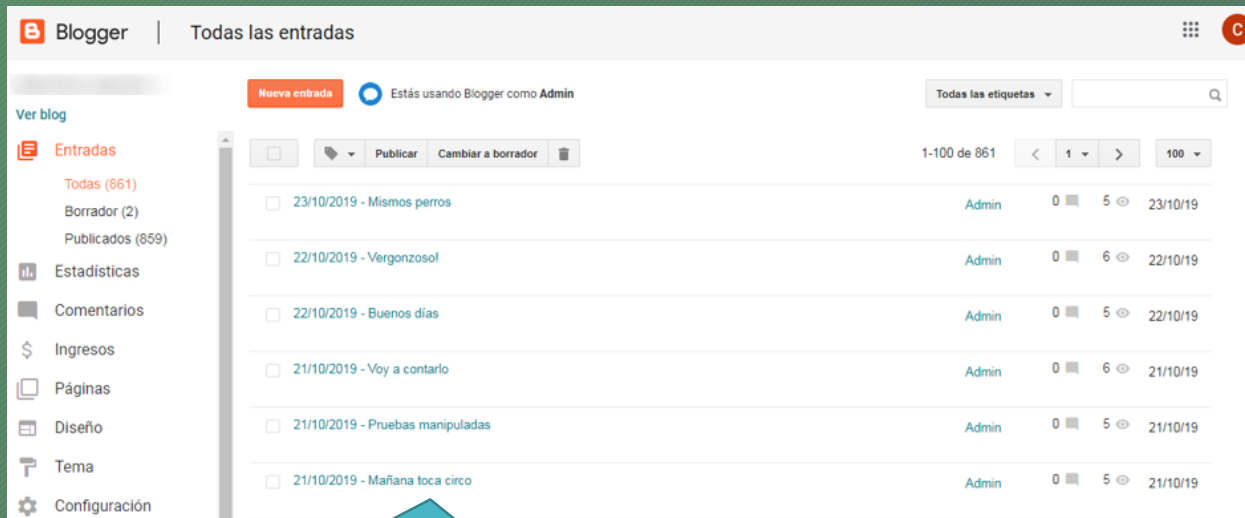 Blogger | Todas las entradas
C
Ver blog
Nueva entrada Estás usando Blogger como Admin Todas las etiquetas
Entradas
Todas (861)
Borrador (2)
Publicados (859)
Estadísticas
Comentarios
Ingresos
Páginas
Diseño
Tema
Configuración
Publicar Cambiar a borrador 1-100 de 861 < 1 > 100
23/10/2019 - Mismos perros Admin 0 5 23/10/19
22/10/2019 - Vergonzoso! Admin 0 6 22/10/19
22/10/2019 - Buenos días Admin 0 5 22/10/19
21/10/2019 - Voy a contarlo Admin 0 6 21/10/19
21/10/2019 - Pruebas manipuladas Admin 0 5 21/10/19
21/10/2019 - Mañana toca circo Admin 0 5 21/10/19